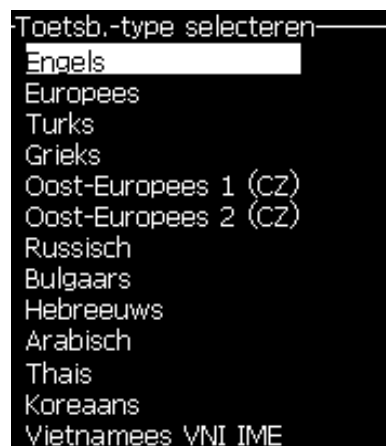 Toetsb.-type selecteren
Engels
Europees
Turks
Grieks
Oost-Europees 1 (CZ)
Oost-Europees 2 (CZ)
Russisch
Bulgaars
Hebreeuws
Arabisch
Thais
Koreaans
Vietnamees VNI IME